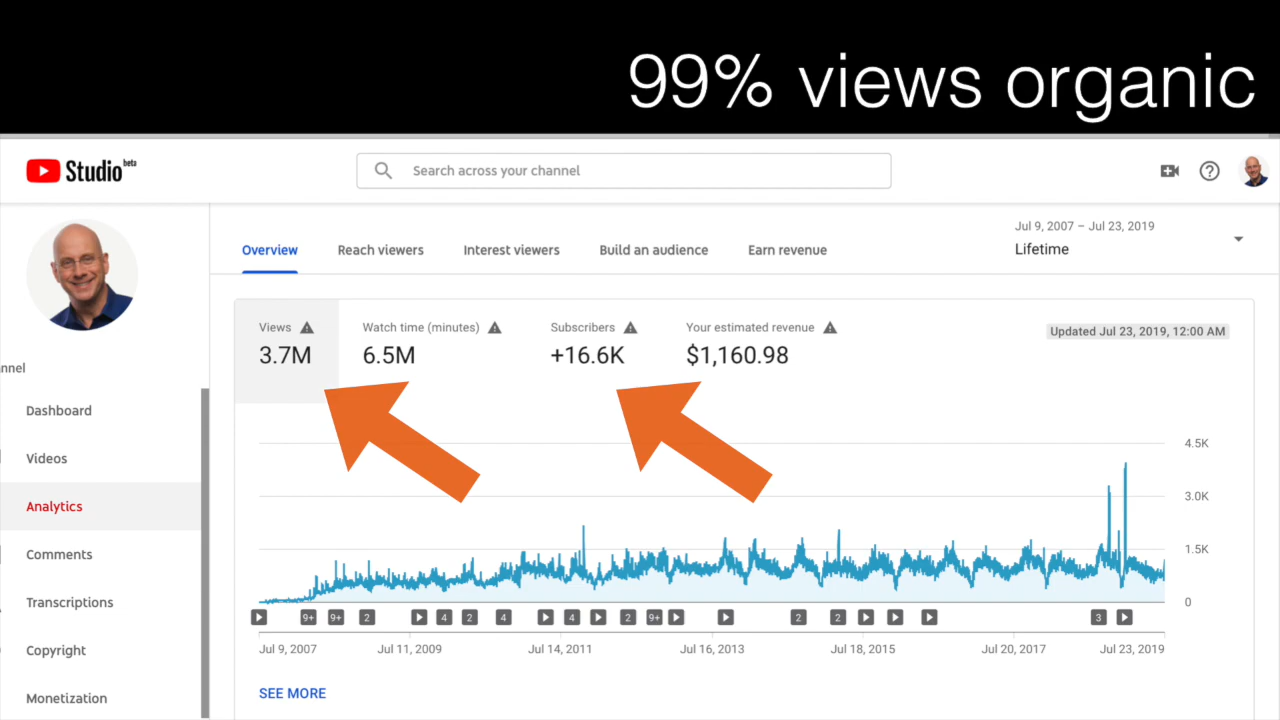 99% views organic
Studio beta
Search across your channel
Jul 9, 2007 – Jul 23, 2019
Lifetime
Overview Reach viewers Interest viewers Build an audience Earn revenue
Views Watch time (minutes) Subscribers Your estimated revenue
3.7M 6.5M +16.6K $1,160.98
Updated Jul 23, 2019, 12:00 AM
nnel
Dashboard
Videos
Analytics
Comments
Transcriptions
Copyright
Monetization
4.5K
3.0K
1.5K
0
9+ 9+ 2 4 2 4 4 2 9+ 2 2 3
Jul 9, 2007 Jul 11, 2009 Jul 14, 2011 Jul 16, 2013 Jul 18, 2015 Jul 20, 2017 Jul 23, 2019
SEE MORE